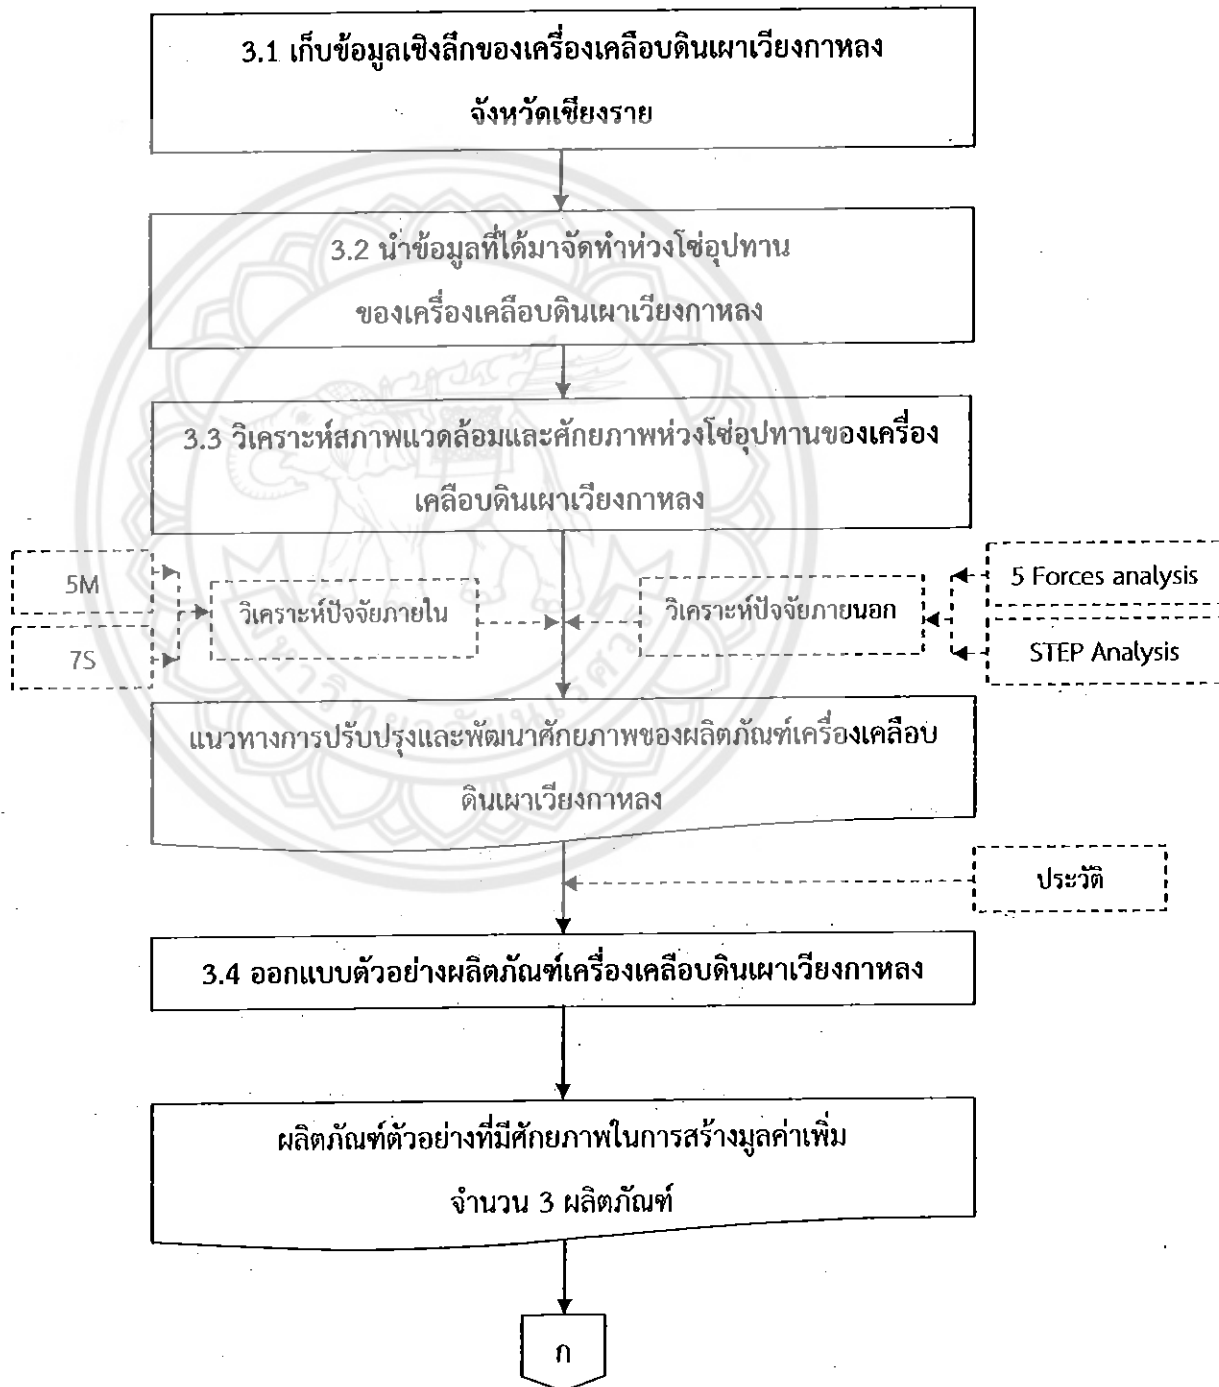 3.1 เก็บข้อมูลเชิงลึกของเครื่องเคลือบดินเผาเวียงกาหลง
จังหวัดเชียงราย
3.2 นำข้อมูลที่ได้มาจัดทำห่วงโซ่อุปทาน
ของเครื่องเคลือบดินเผาเวียงกาหลง
3.3 วิเคราะห์สภาพแวดล้อมและศักยภาพห่วงโซ่อุปทานของเครื่อง
เคลือบดินเผาเวียงกาหลง
5M
7S
วิเคราะห์ปัจจัยภายใน
วิเคราะห์ปัจจัยภายนอก
5 Forces analysis
STEP Analysis
มหาวิทยาลัยนเรศวร
แนวทางการปรับปรุงและพัฒนาศักยภาพของผลิตภัณฑ์เครื่องเคลือบ
ดินเผาเวียงกาหลง
ประวัติ
3.4 ออกแบบตัวอย่างผลิตภัณฑ์เครื่องเคลือบดินเผาเวียงกาหลง
ผลิตภัณฑ์ตัวอย่างที่มีศักยภาพในการสร้างมูลค่าเพิ่ม
จำนวน 3 ผลิตภัณฑ์
ก